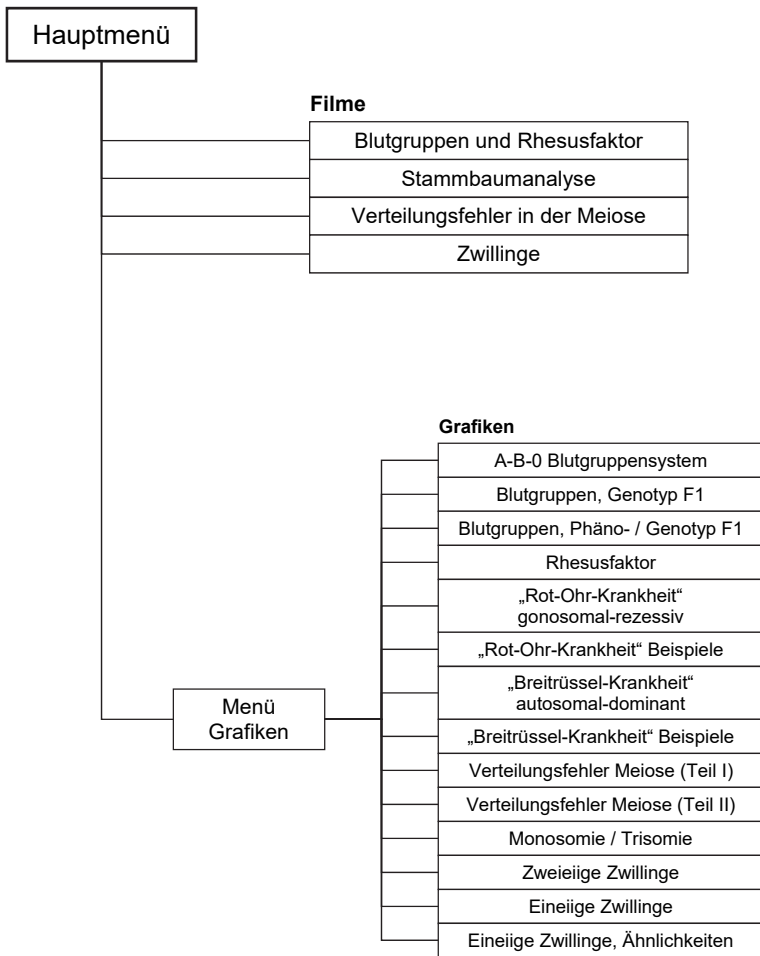 Hauptmenü
Filme
Blutgruppen und Rhesusfaktor
Stammbaumanalyse
Verteilungsfehler in der Meiose
Zwillinge
Grafiken
A-B-0 Blutgruppensystem
Blutgruppen, Genotyp F1
Blutgruppen, Phäno- / Genotyp F1
Rhesusfaktor
„Rot-Ohr-Krankheit“
gonosomal-rezessiv
„Rot-Ohr-Krankheit“ Beispiele
„Breitrüssel-Krankheit“
autosomal-dominant
Menü
Grafiken
„Breitrüssel-Krankheit“ Beispiele
Verteilungsfehler Meiose (Teil I)
Verteilungsfehler Meiose (Teil II)
Monosomie / Trisomie
Zweieiige Zwillinge
Eineiige Zwillinge
Eineiige Zwillinge, Ähnlichkeiten